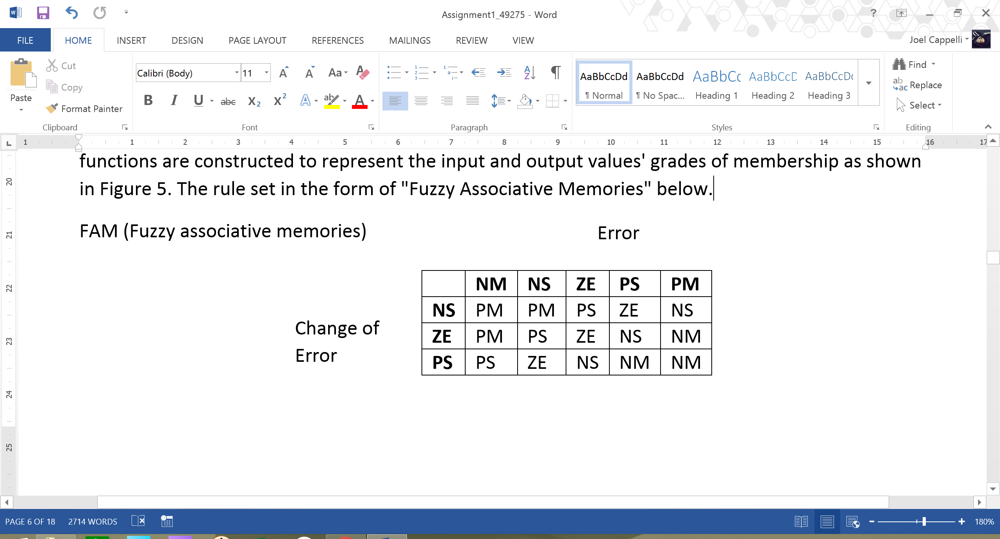 Assignment1_49275 - Word
?
FILE HOME INSERT DESIGN PAGE LAYOUT REFERENCES MAILINGS REVIEW VIEW
Joel Cappelli
Paste
Cut
Copy
Format Painter
Clipboard
Calibri (Body) 11
Font
Paragraph
AaBbCcDd AaBbCcDd AaBbCc AaBbCcD AaBbCcDc
¶ Normal ¶ No Spac... Heading 1 Heading 2 Heading 3
Styles
Find
Replace
Select
Editing
1 1 2 3 4 5 6 7 8 9 10 11 12 13 14 15 16 17
20
21
22
23
24
25
functions are constructed to represent the input and output values' grades of membership as shown
in Figure 5. The rule set in the form of "Fuzzy Associative Memories" below.
FAM (Fuzzy associative memories)
Error
Change of
Error
NM NS ZE PS PM
NS PM PM PS ZE NS
ZE PM PS ZE NS NM
PS PS ZE NS NM NM
PAGE 6 OF 18 2714 WORDS
180%